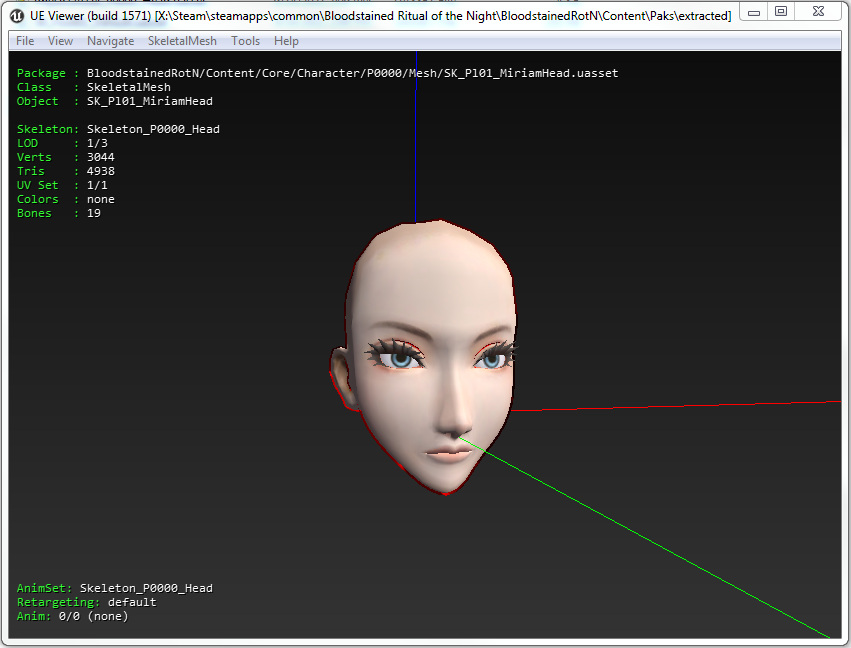 UE Viewer (build 1571) [X:\Steam\steamapps\common\Bloodstained Ritual of the Night\BloodstainedRotN\Content\Paks\extracted]
File View Navigate SkeletalMesh Tools Help
Package : BloodstainedRotN/Content/Core/Character/P0000/Mesh/SK_Pl01_MiriamHead.uasset
Class : SkeletalMesh
Object : SK_Pl01_MiriamHead
Skeleton: Skeleton_P0000_Head
LOD : 1/3
Verts : 3044
Tris : 4938
UV Set : 1/1
Colors : none
Bones : 19
AnimSet: Skeleton_P0000_Head
Retargeting: default
Anim: 0/0 (none)